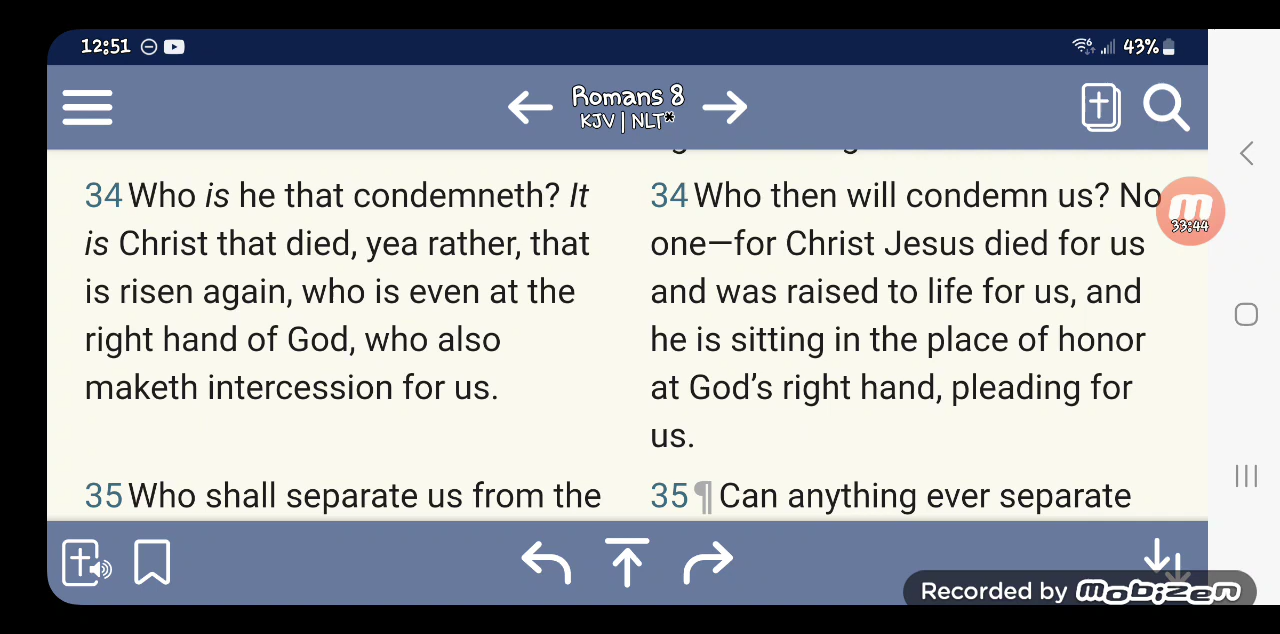 12:51
43%
Romans 8
KJV | NLT*
34 Who is he that condemneth? It
is Christ that died, yea rather, that
is risen again, who is even at the
right hand of God, who also
maketh intercession for us.
35 Who shall separate us from the
34 Who then will condemn us? No
one—for Christ Jesus died for us
and was raised to life for us, and
he is sitting in the place of honor
at God's right hand, pleading for
us.
35 ¶ Can anything ever separate
33:44
Recorded by Mobizen